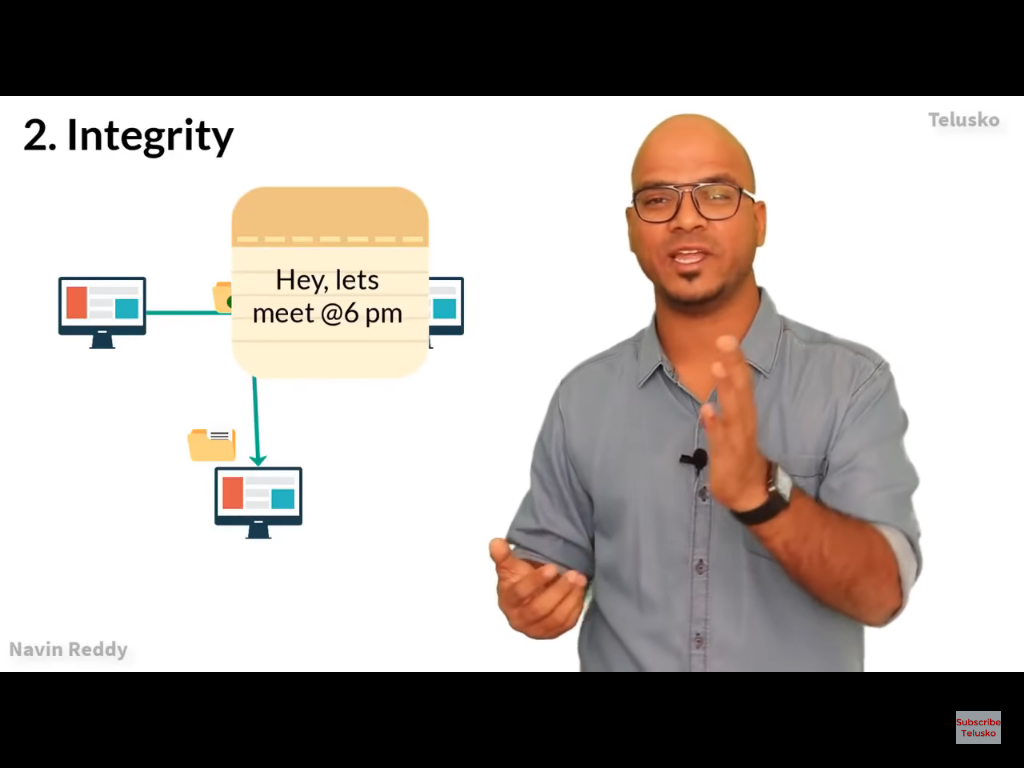 2. Integrity
Telusko
Hey, lets
meet @6 pm
Navin Reddy
Subscribe
Telusko